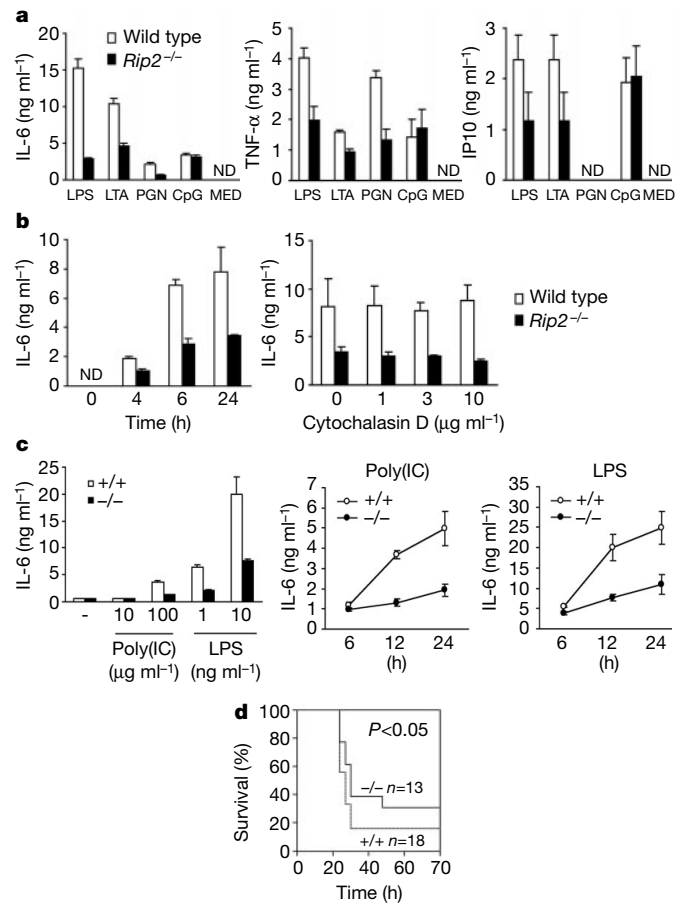 a
Wild type
Rip2–/–
IL-6 (ng ml–1)
20
15
10
5
0
LPS LTA PGN CpG MED
ND
TNF-α (ng ml–1)
5
4
3
2
1
0
LPS LTA PGN CpG MED
ND
IP10 (ng ml–1)
3
2
1
0
LPS LTA PGN CpG MED
ND ND
b
IL-6 (ng ml–1)
10
8
6
4
2
0
ND
0 4 6 24
Time (h)
IL-6 (ng ml–1)
15
10
5
0
0 1 3 10
Cytochalasin D (μg ml–1)
Wild type
Rip2–/–
c
IL-6 (ng ml–1)
25
20
15
10
5
0
+/+
–/–
- 10 100 1 10
Poly(IC) LPS
(μg ml–1) (ng ml–1)
Poly(IC)
IL-6 (ng ml–1)
7
6
5
4
3
2
1
0
+/+
–/–
6 12 24
(h)
LPS
IL-6 (ng ml–1)
35
30
25
20
15
10
5
0
+/+
–/–
6 12 24
(h)
d
Survival (%)
100
80
60
40
20
0
P<0.05
–/– n=13
+/+ n=18
0 20 40 60 70
Time (h)